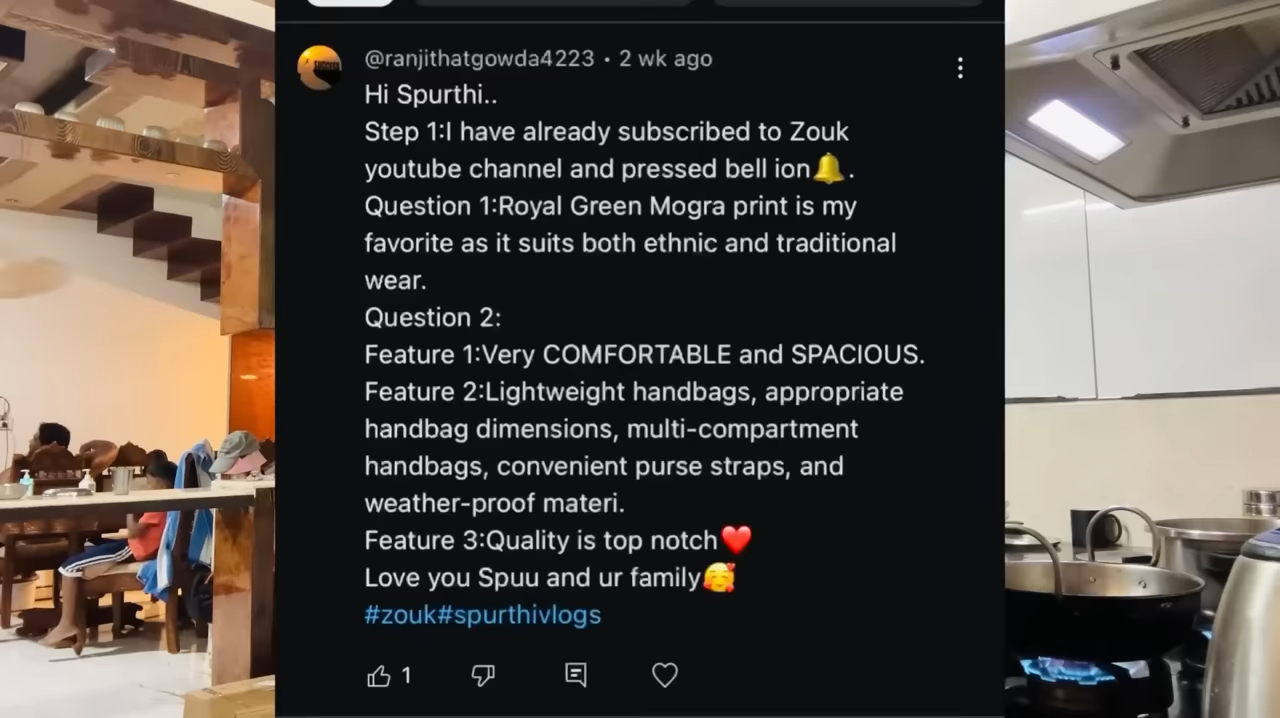 @ranjithatgowda4223 · 2 wk ago
Hi Spurthi..
Step 1:I have already subscribed to Zouk
youtube channel and pressed bell ion🔔.
Question 1:Royal Green Mogra print is my
favorite as it suits both ethnic and traditional
wear.
Question 2:
Feature 1:Very COMFORTABLE and SPACIOUS.
Feature 2:Lightweight handbags, appropriate
handbag dimensions, multi-compartment
handbags, convenient purse straps, and
weather-proof materi.
Feature 3:Quality is top notch❤️
Love you Spuu and ur family🥰
#zouk#spurthivlogs
1